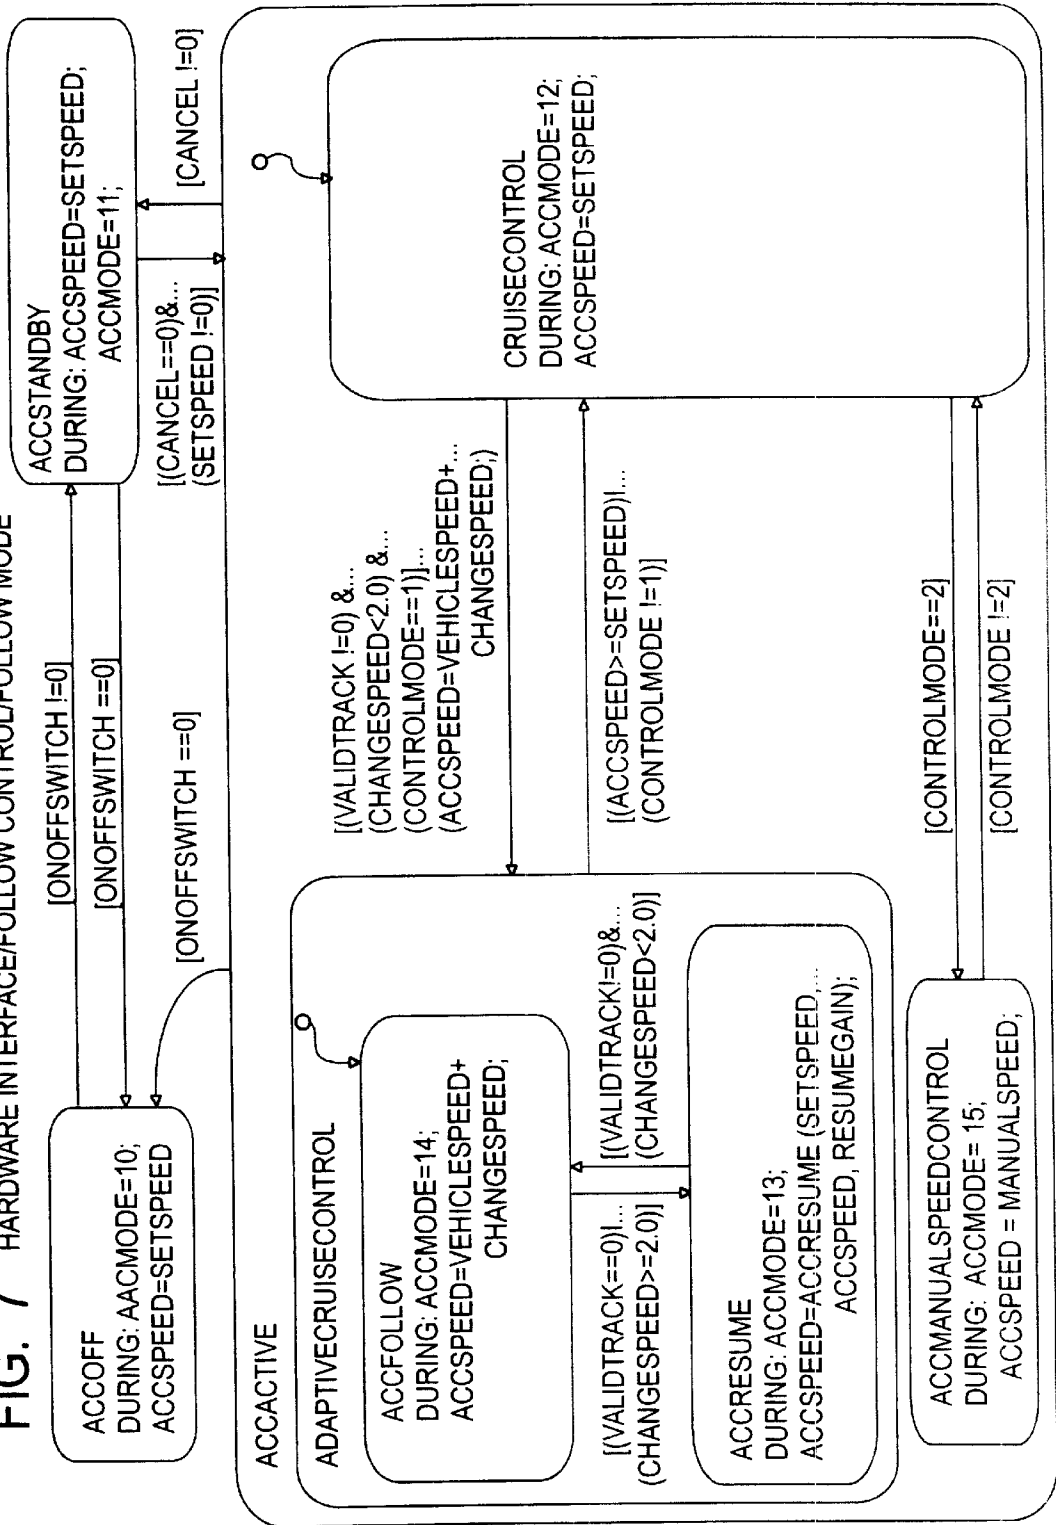 FIG. 7 HARDWARE INTERFACE/FOLLOW CONTROL/FOLLOW MODE
ACCOFF
DURING: AACMODE=10;
ACCSPEED=SETSPEED
[ONOFFSWITCH !=0]
[ONOFFSWITCH ==0]
ACCSTANDBY
DURING: ACCSPEED=SETSPEED;
ACCMODE=11;
[ONOFFSWITCH ==0]
[(CANCEL==0)&...
(SETSPEED !=0)]
[CANCEL !=0]
ACCACTIVE
ADAPTIVECRUISECONTROL
ACCFOLLOW
DURING: ACCMODE=14;
ACCSPEED=VEHICLESPEED+
CHANGESPEED;
[(VALIDTRACK==0)|...
(CHANGESPEED>=2.0)]
[(VALIDTRACK!=0)&...
(CHANGESPEED<2.0)]
ACCRESUME
DURING: ACCMODE=13;
ACCSPEED=ACCRESUME (SETSPEED,...
ACCSPEED, RESUMEGAIN);
[(VALIDTRACK !=0) &...
(CHANGESPEED<2.0) &...
(CONTROLMODE==1)]...
(ACCSPEED=VEHICLESPEED+...
CHANGESPEED;)
[(ACCSPEED>=SETSPEED)|...
(CONTROLMODE !=1)]
CRUISECONTROL
DURING: ACCMODE=12;
ACCSPEED=SETSPEED;
ACCMANUALSPEEDCONTROL
DURING: ACCMODE= 15;
ACCSPEED = MANUALSPEED;
[CONTROLMODE==2]
[CONTROLMODE !=2]